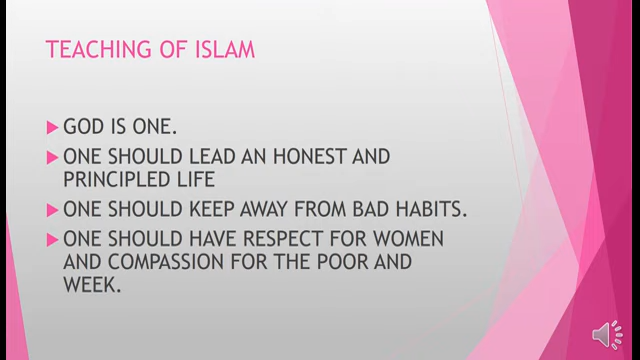 TEACHING OF ISLAM
GOD IS ONE.
ONE SHOULD LEAD AN HONEST AND
PRINCIPLED LIFE
ONE SHOULD KEEP AWAY FROM BAD HABITS.
ONE SHOULD HAVE RESPECT FOR WOMEN
AND COMPASSION FOR THE POOR AND
WEEK.